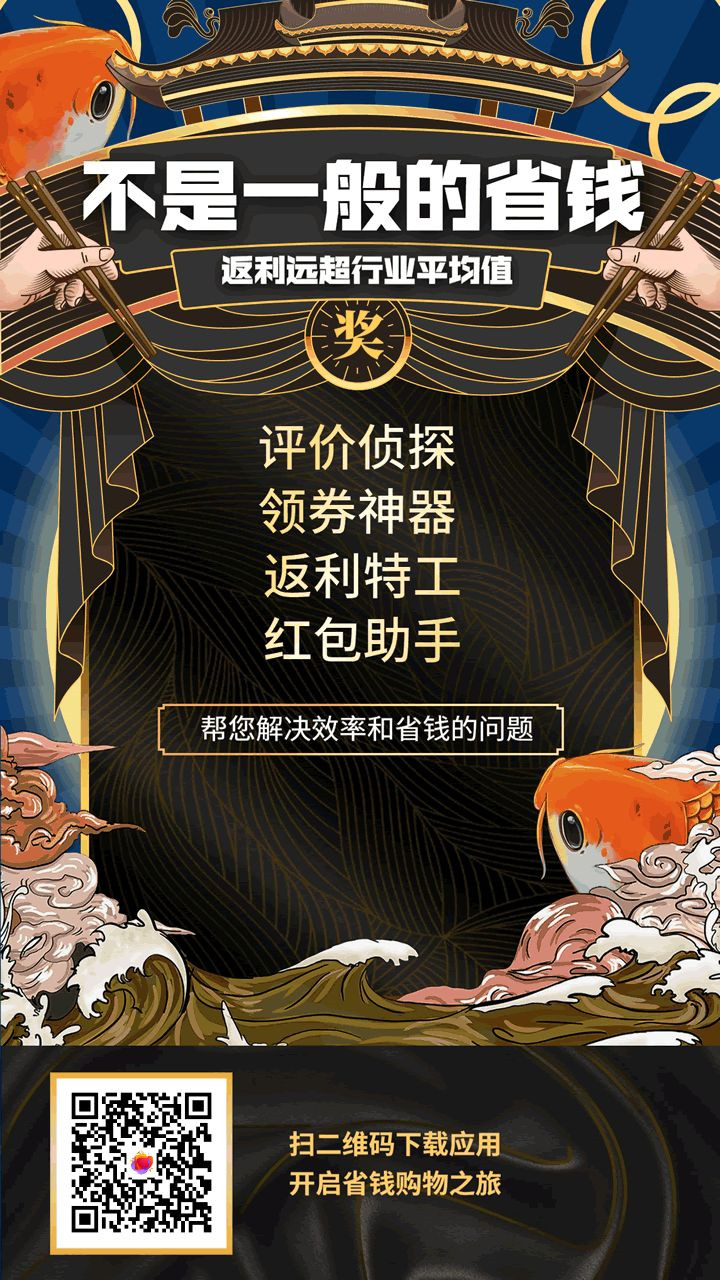 不是一般的省钱
返利远超行业平均值
奖
评价侦探
领券神器
返利特工
红包助手
帮您解决效率和省钱的问题
扫二维码下载应用
开启省钱购物之旅